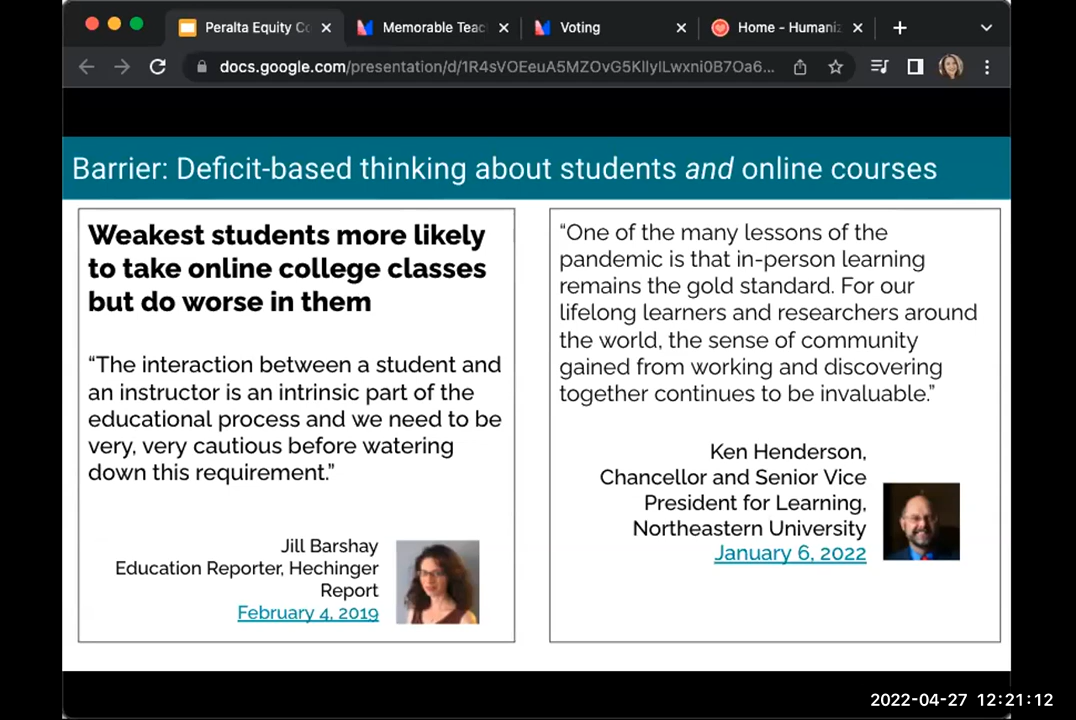 Peralta Equity Co
Memorable Teac
Voting
Home - Humaniz
docs.google.com/presentation/d/
Barrier: Deficit-based thinking about students and online courses
Weakest students more likely
to take online college classes
but do worse in them
“The interaction between a student and
an instructor is an intrinsic part of the
educational process and we need to be
very, very cautious before watering
down this requirement.”
Jill Barshay
Education Reporter, Hechinger
Report
February 4, 2019
“One of the many lessons of the
pandemic is that in-person learning
remains the gold standard. For our
lifelong learners and researchers around
the world, the sense of community
gained from working and discovering
together continues to be invaluable.”
Ken Henderson,
Chancellor and Senior Vice
President for Learning,
Northeastern University
January 6, 2022
2022-04-27 12:21:12